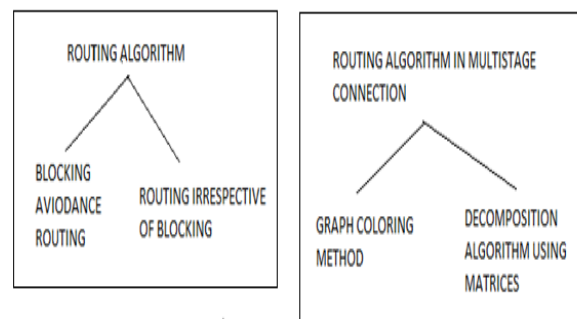 ROUTING ALGORITHM
BLOCKING
AVIODANCE
ROUTING
ROUTING IRRESPECTIVE
OF BLOCKING
ROUTING ALGORITHM IN MULTISTAGE
CONNECTION
GRAPH COLORING
METHOD
DECOMPOSITION
ALGORITHM USING
MATRICES